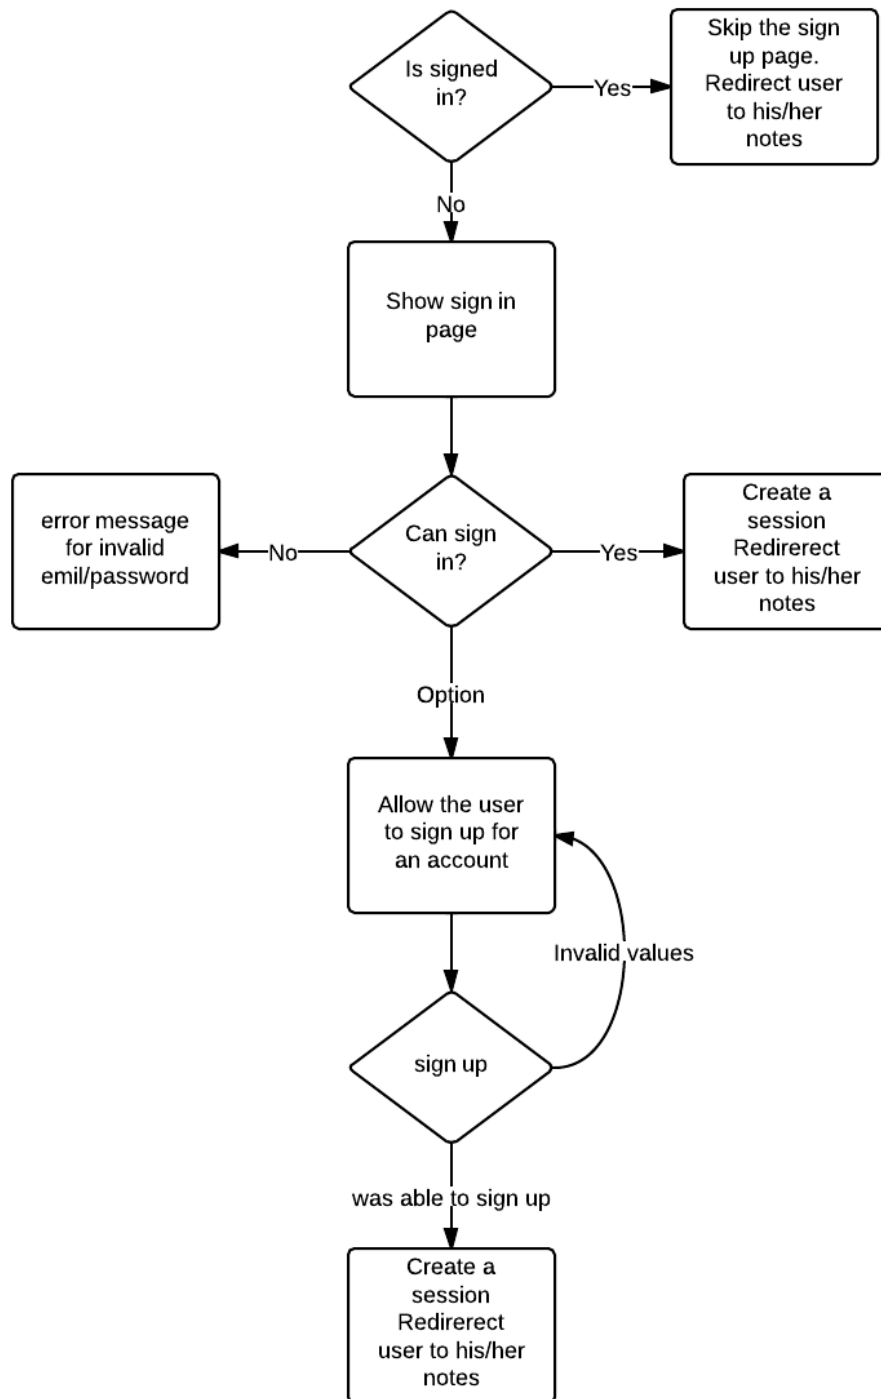 Is signed
in?
Yes
Skip the sign
up page.
Redirect user
to his/her
notes
No
Show sign in
page
error message
for invalid
emil/password
No
Can sign
in?
Yes
Create a
session
Redirerect
user to his/her
notes
Option
Allow the user
to sign up for
an account
Invalid values
sign up
was able to sign up
Create a
session
Redirerect
user to his/her
notes